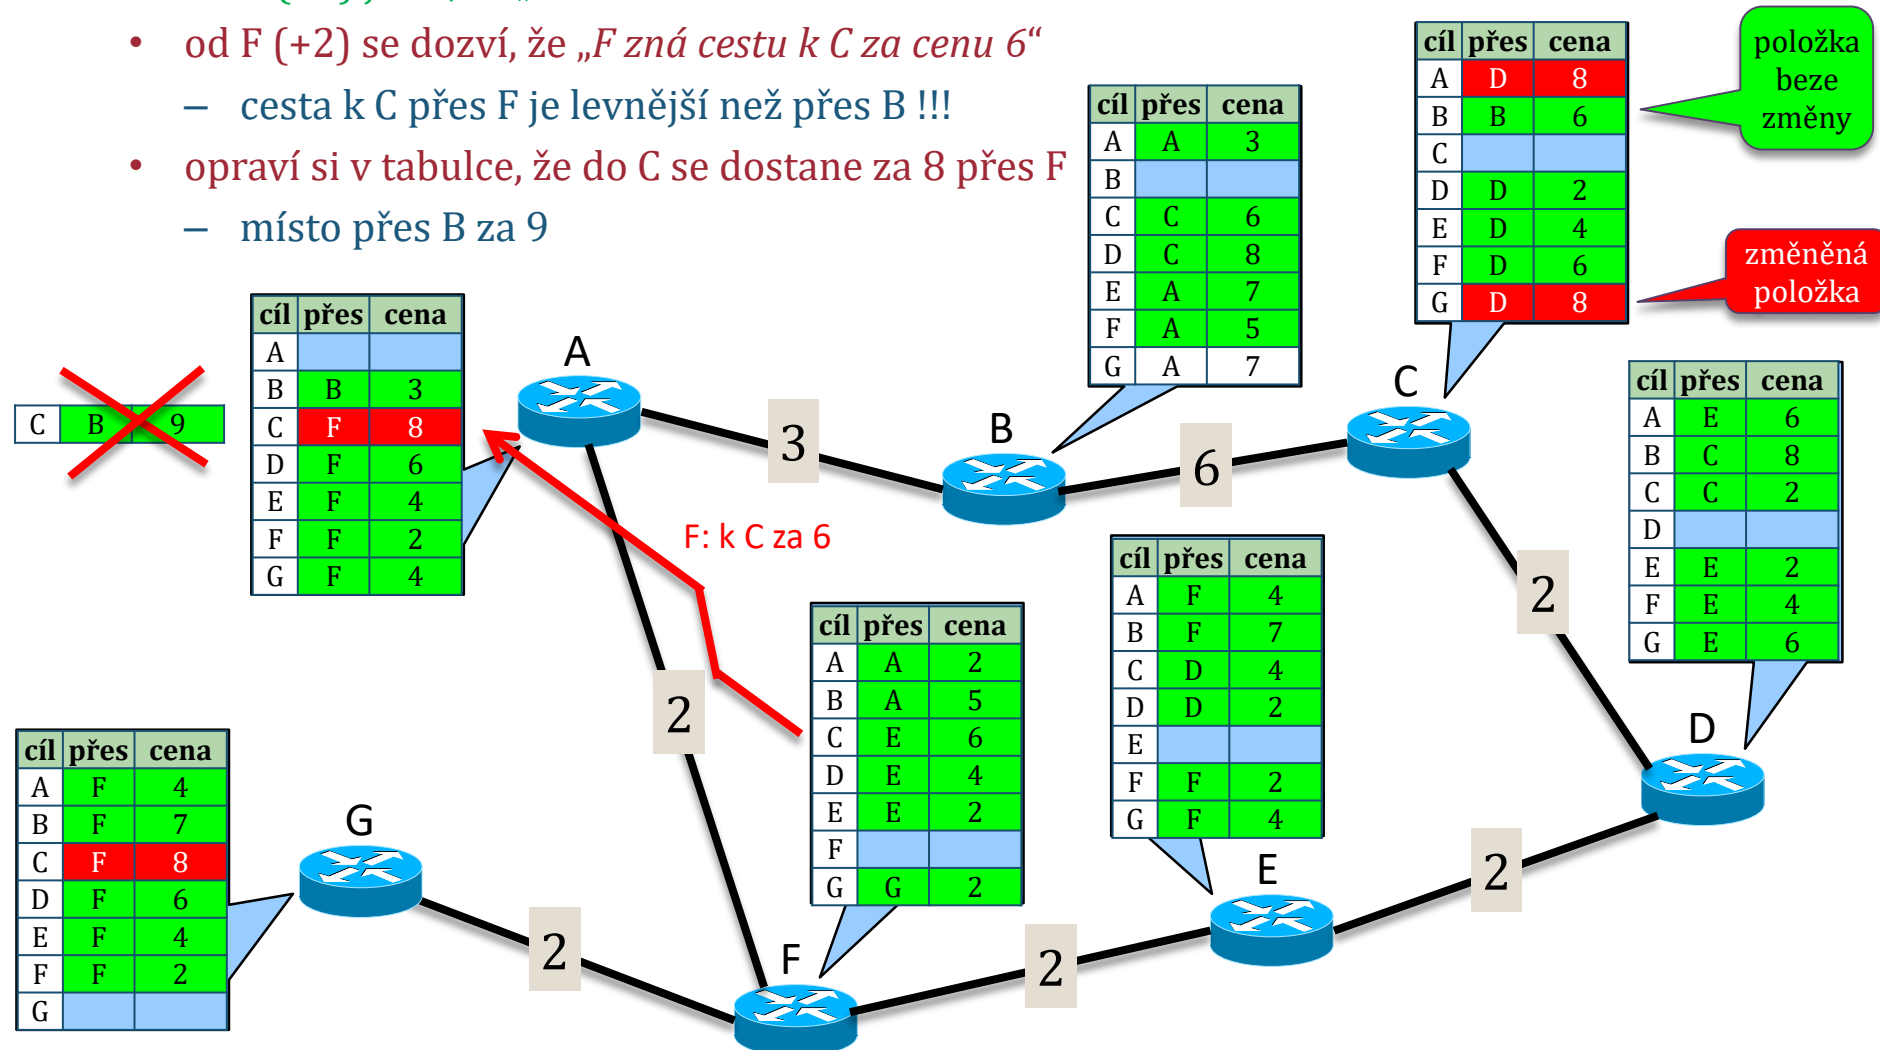 • od F (+2) se dozví, že „F zná cestu k C za cenu 6“
– cesta k C přes F je levnější než přes B !!!
• opraví si v tabulce, že do C se dostane za 8 přes F
– místo přes B za 9
cíl přes cena
A D 8
B B 6
C
D D 2
E D 4
F D 6
G D 8
položka
beze
změny
změněná
položka
cíl přes cena
A A 3
B
C C 6
D C 8
E A 7
F A 5
G A 7
cíl přes cena
A
B B 3
C F 8
D F 6
E F 4
F F 2
G F 4
C B 9
A
B
C
3
6
cíl přes cena
A E 6
B C 8
C C 2
D
E E 2
F E 4
G E 6
F: k C za 6
cíl přes cena
A F 4
B F 7
C D 4
D D 2
E
F F 2
G F 4
2
cíl přes cena
A A 2
B A 5
C E 6
D E 4
E E 2
F
G G 2
2
D
cíl přes cena
A F 4
B F 7
C F 8
D F 6
E F 4
F F 2
G
G
E
2
2
F
2